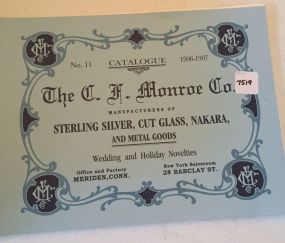 No. 11 CATALOGUE 1906-1907
7519
The C. F. Monroe Co.
MANUFACTURERS OF
STERLING SILVER, CUT GLASS, NAKARA,
AND METAL GOODS
Wedding and Holiday Novelties
Office and Factory New York Salesroom
MERIDEN, CONN. 28 BARCLAY ST.